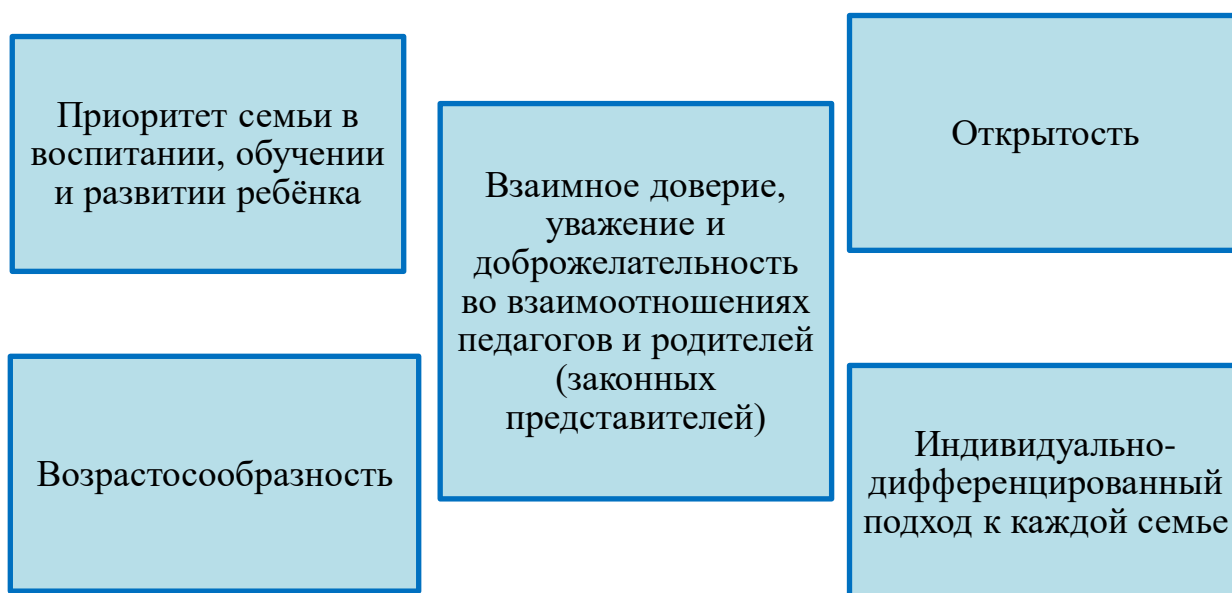 Приоритет семьи в
воспитании, обучении
и развитии ребёнка
Взаимное доверие,
уважение и
доброжелательность
во взаимоотношениях
педагогов и родителей
(законных
представителей)
Открытость
Возрастосообразность
Индивидуально-
дифференцированный
подход к каждой семье